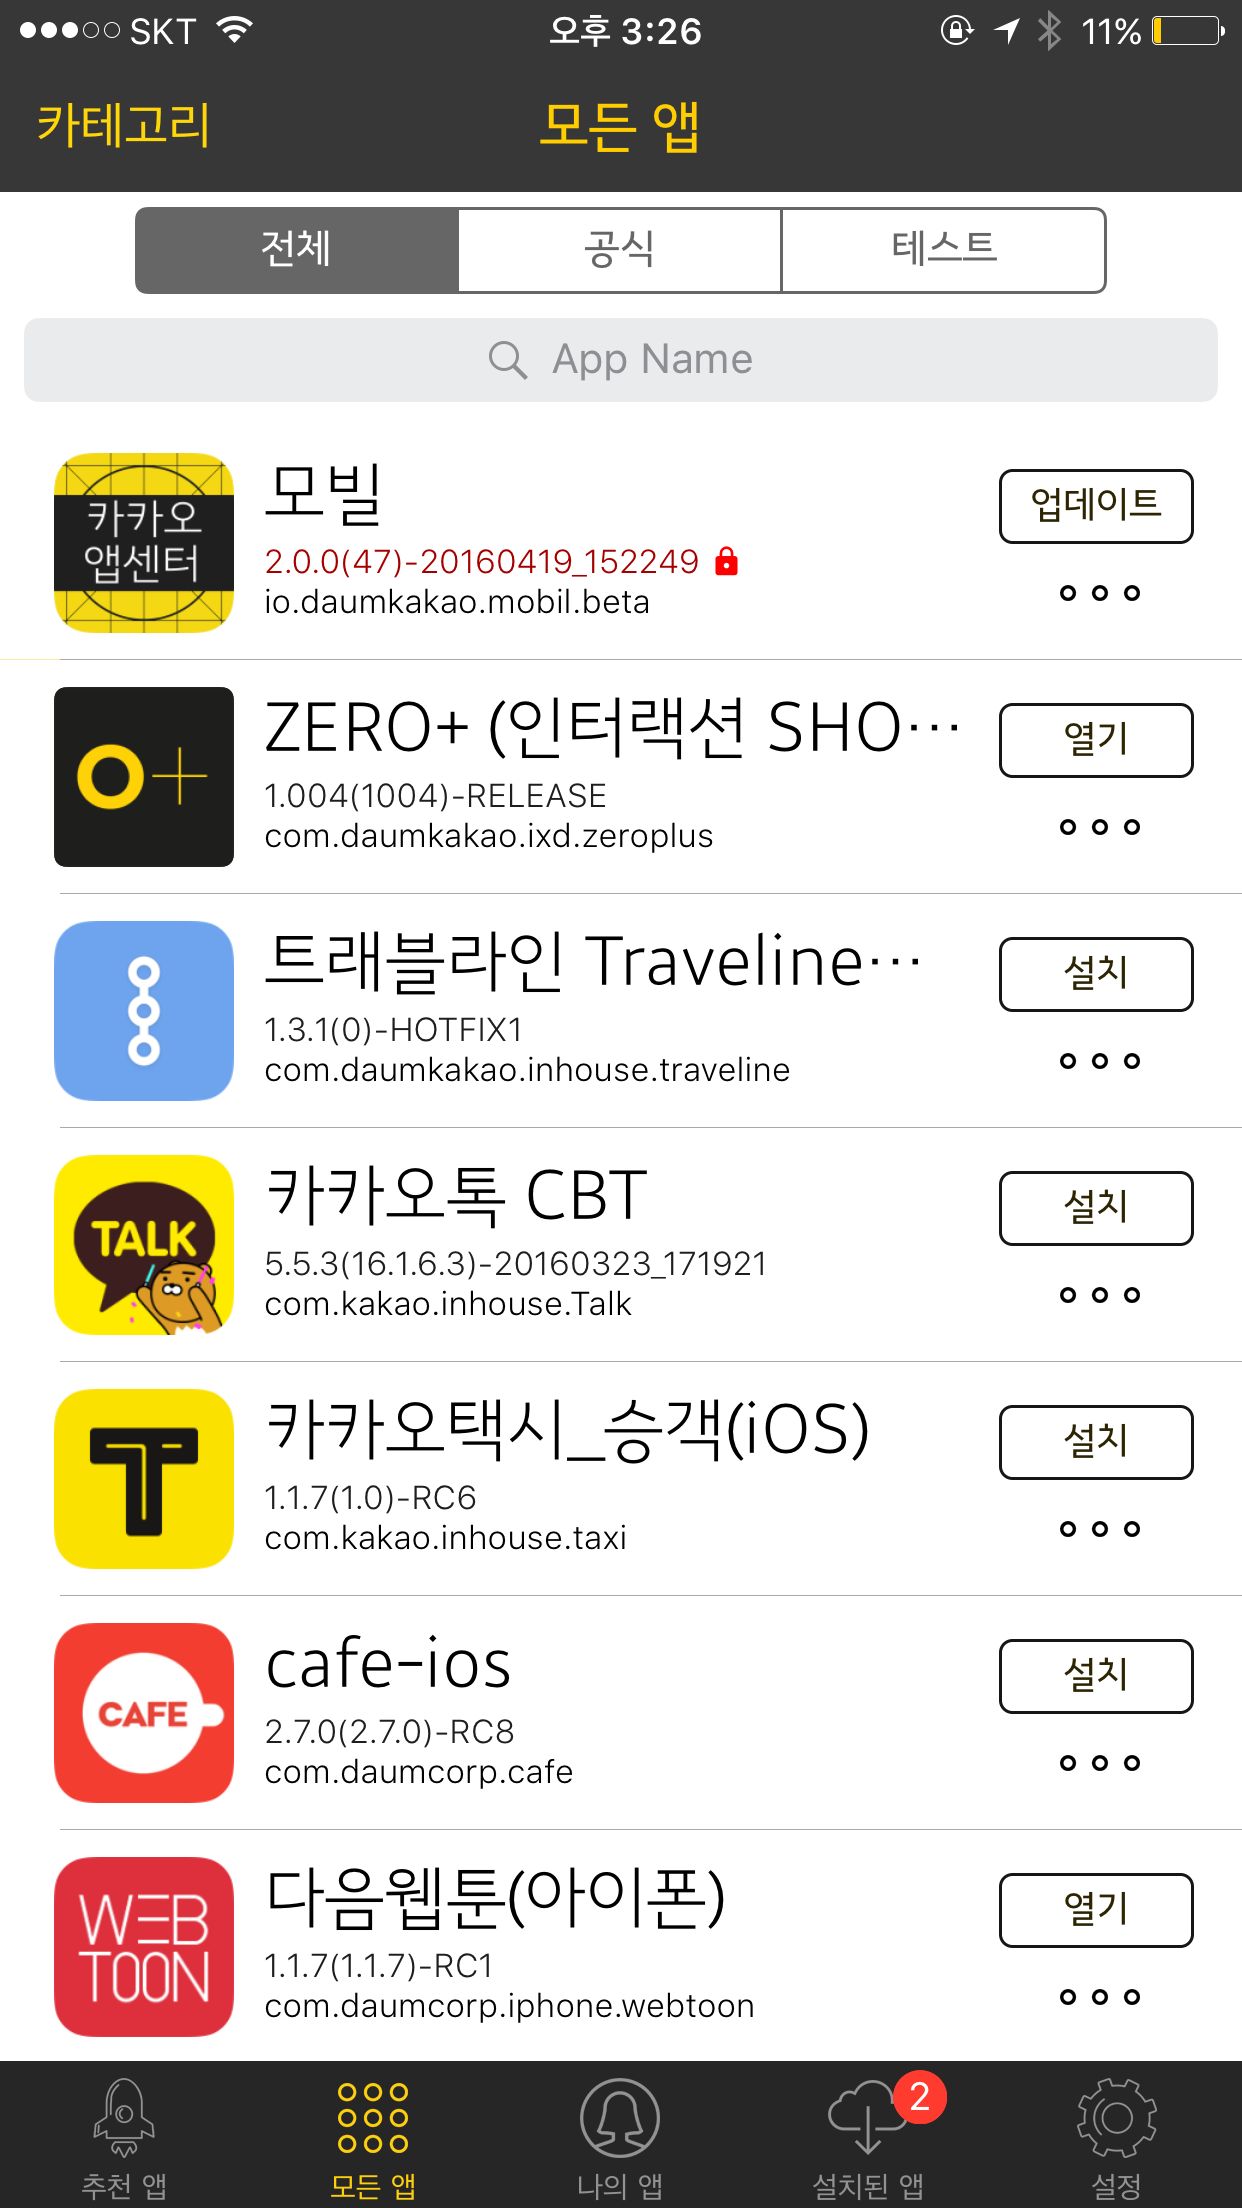 SKT 오후 3:26 11%
카테고리 모든 앱
전체 공식 테스트
App Name
카카오
앱센터
모빌
업데이트
2.0.0(47)-20160419_152249
io.daumkakao.mobil.beta
ZERO+ (인터랙션 SHO…
열기
1.004(1004)-RELEASE
com.daumkakao.ixd.zeroplus
트래블라인 Traveline…
설치
1.3.1(0)-HOTFIX1
com.daumkakao.inhouse.traveline
TALK
카카오톡 CBT
설치
5.5.3(16.1.6.3)-20160323_171921
com.kakao.inhouse.Talk
T
카카오택시_승객(iOS)
설치
1.1.7(1.0)-RC6
com.kakao.inhouse.taxi
CAFE
cafe-ios
설치
2.7.0(2.7.0)-RC8
com.daumcorp.cafe
WEB
TOON
다음웹툰(아이폰)
열기
1.1.7(1.1.7)-RC1
com.daumcorp.iphone.webtoon
2
추천 앱 모든 앱 나의 앱 설치된 앱 설정